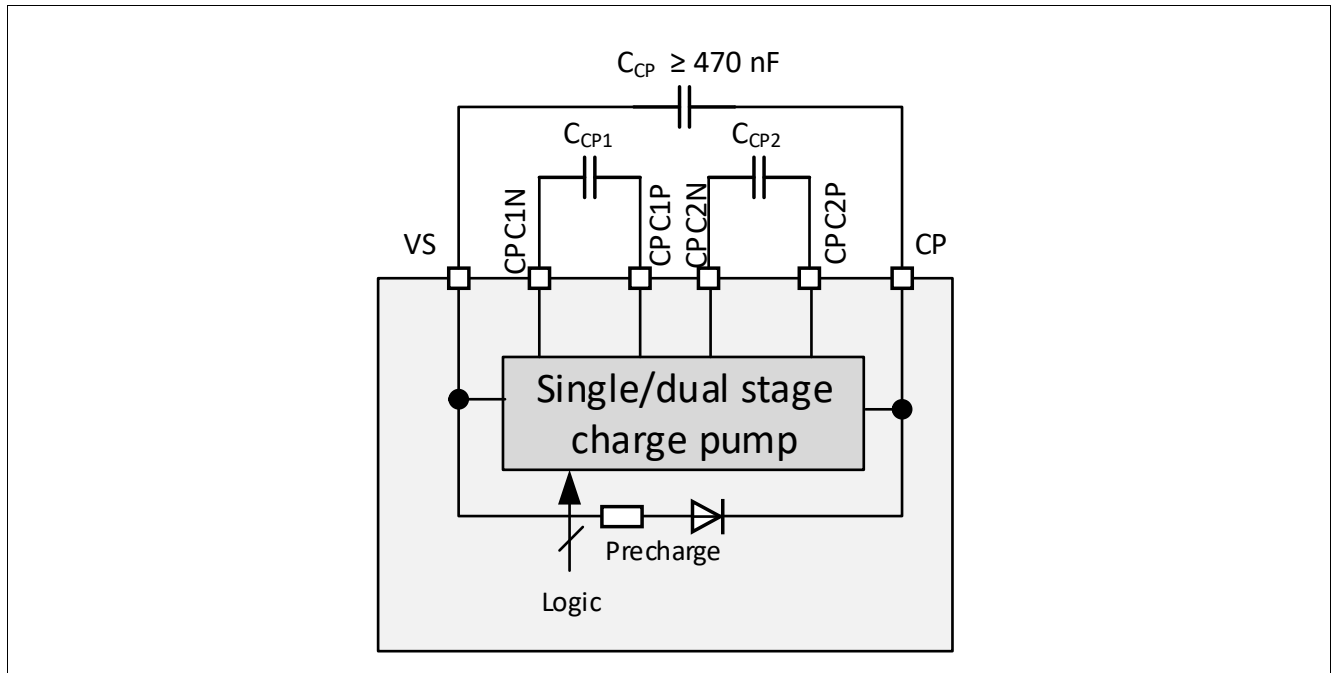 C_CP ≥ 470 nF
C_CP1
C_CP2
CPC1N
CPC1P
CPC2N
CPC2P
VS
CP
Single/dual stage
charge pump
Precharge
Logic